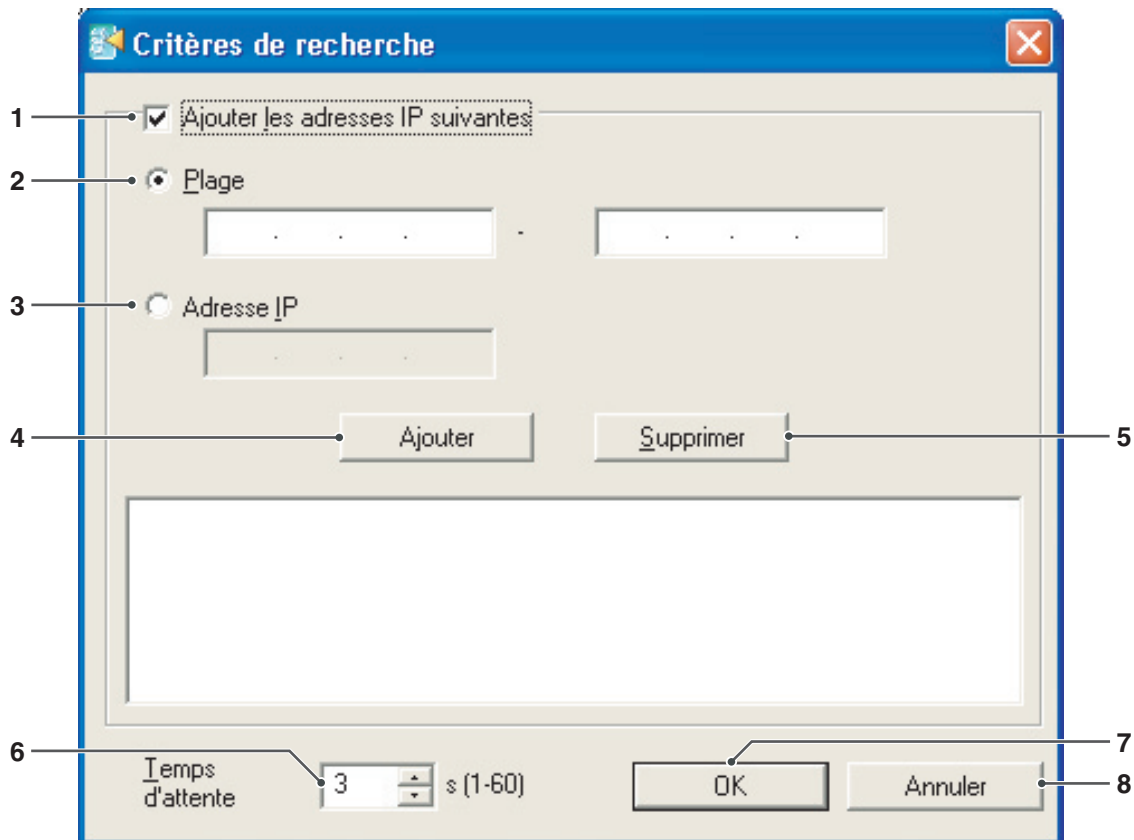 Critères de recherche
1 Ajouter les adresses IP suivantes
2 Plage
. . . - . . .
3 Adresse IP
. . .
4 Ajouter Supprimer 5
6 Temps d'attente 3 s (1-60) OK 7
Annuler 8